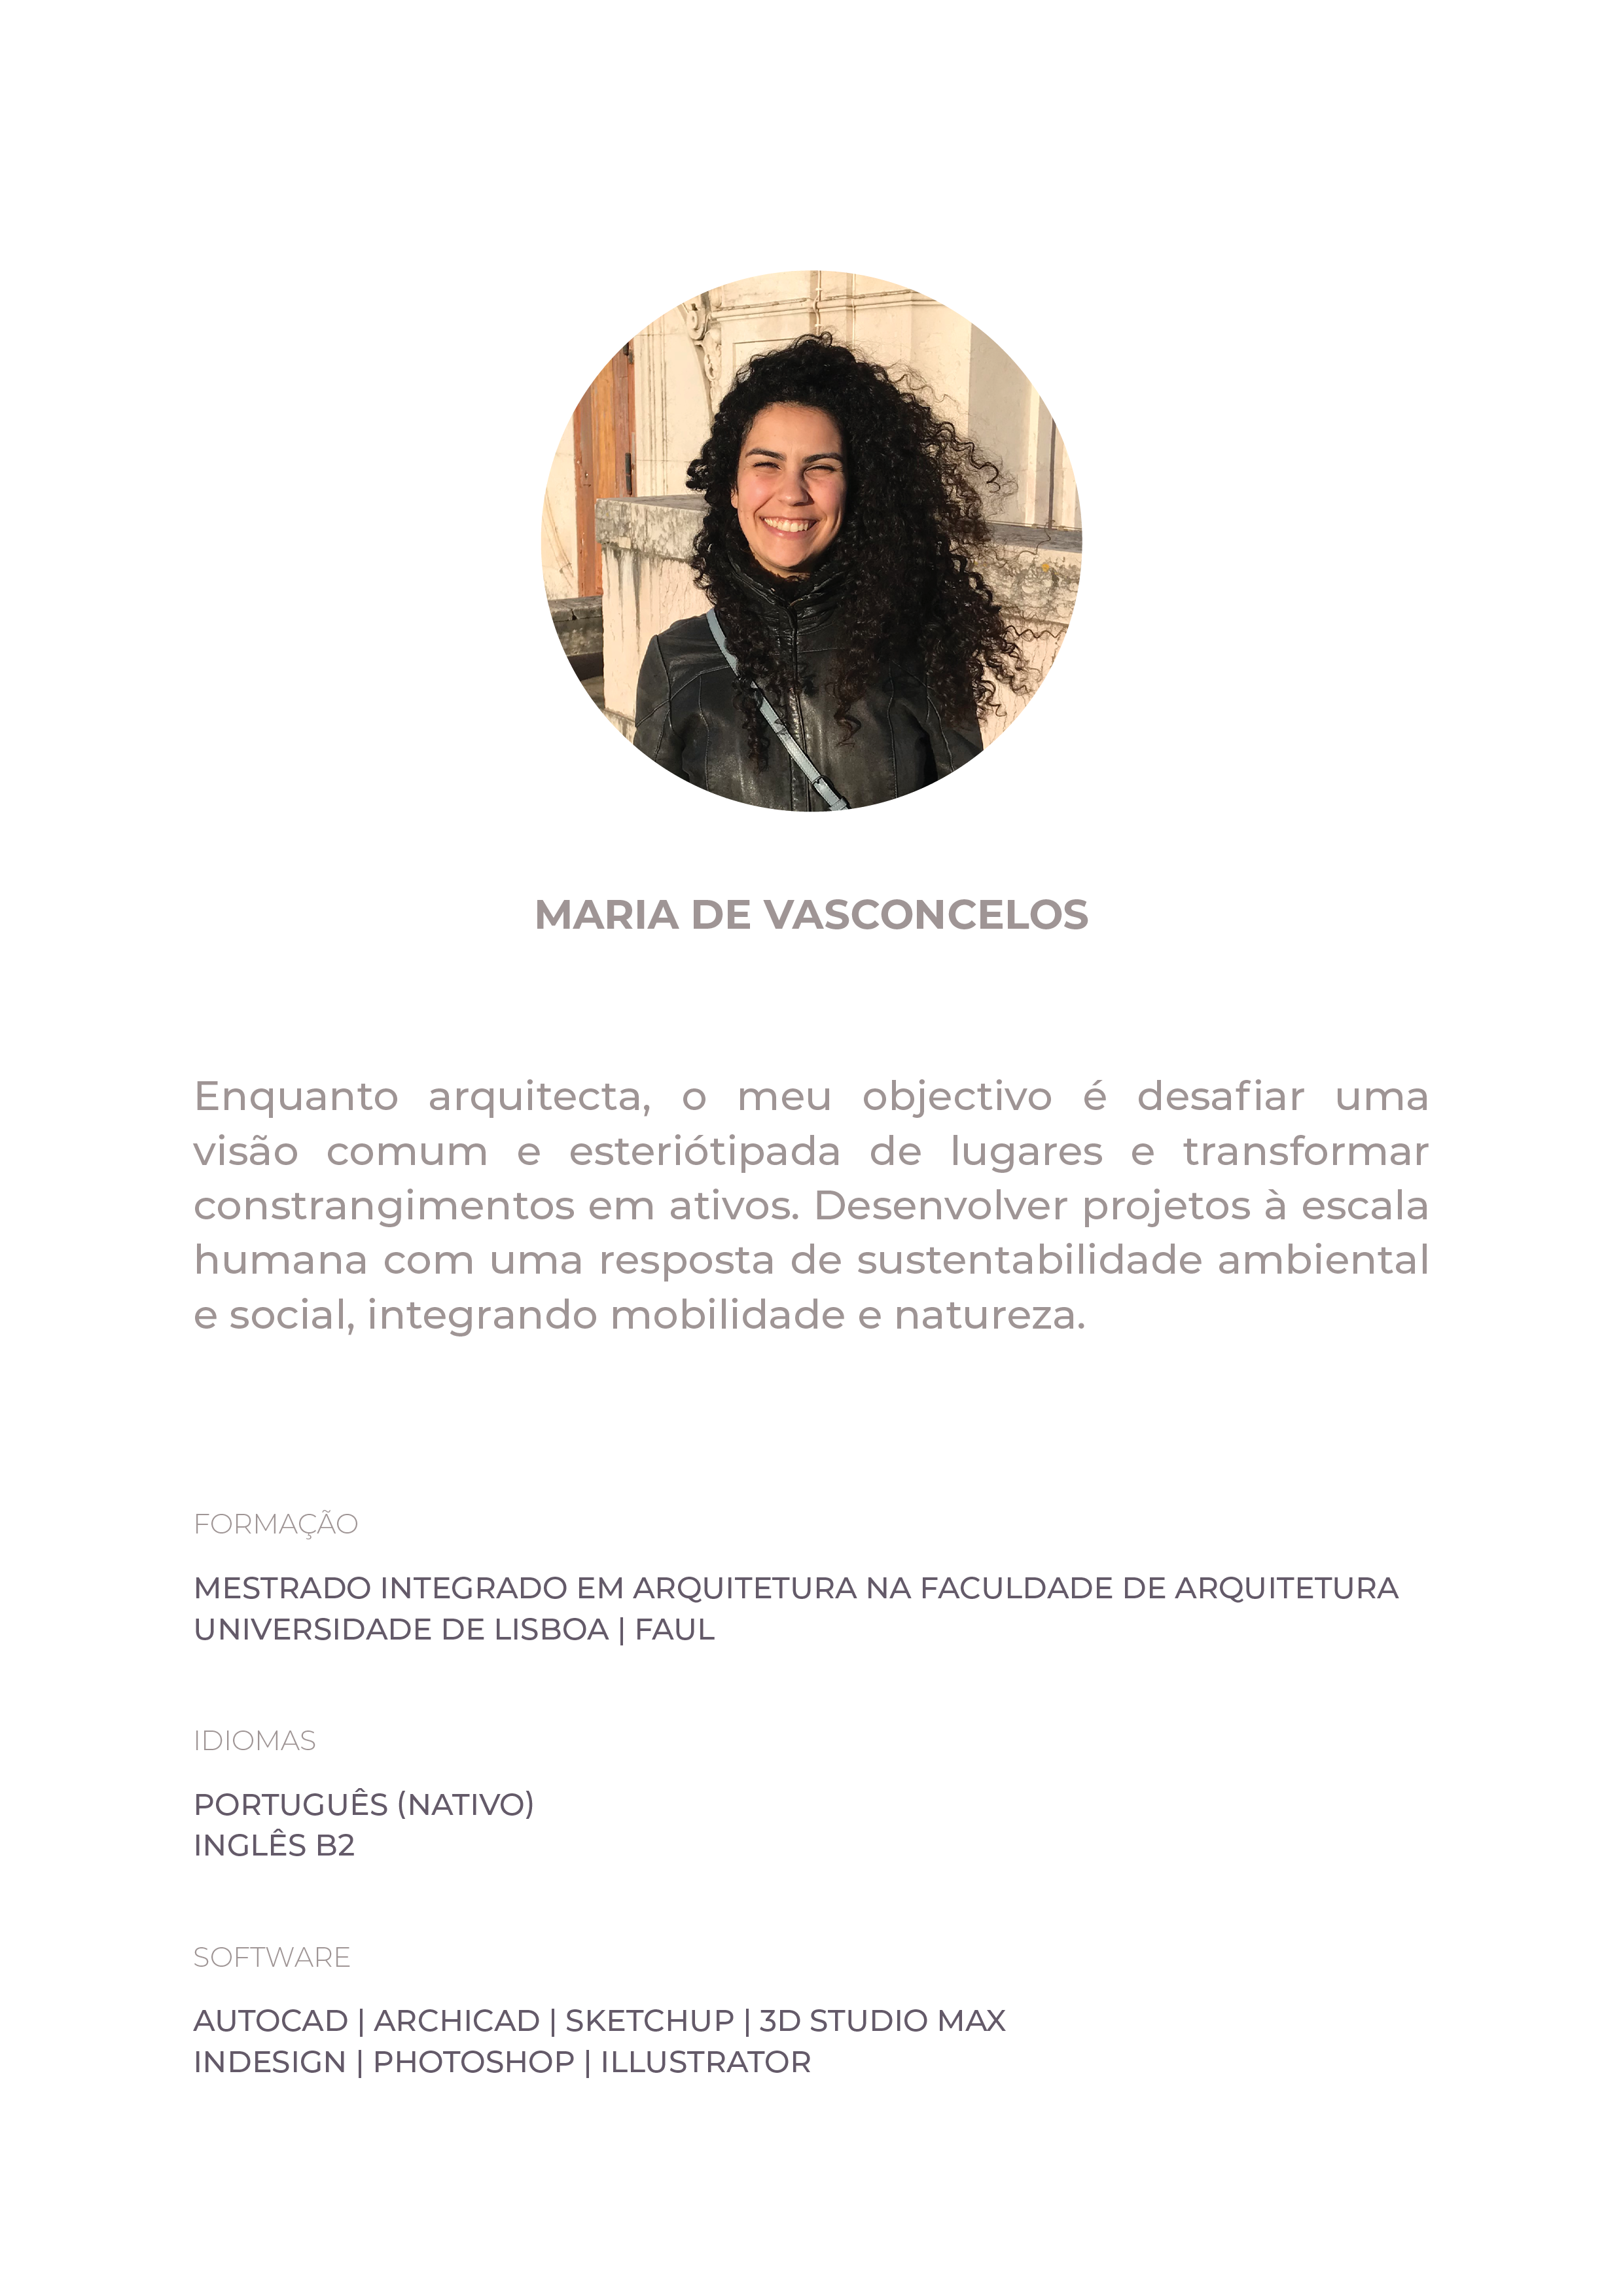 MARIA DE VASCONCELOS
Enquanto arquitecta, o meu objectivo é desafiar uma
visão comum e esteriótipada de lugares e transformar
constrangimentos em ativos. Desenvolver projetos à escala
humana com uma resposta de sustentabilidade ambiental
e social, integrando mobilidade e natureza.
FORMAÇÃO
MESTRADO INTEGRADO EM ARQUITETURA NA FACULDADE DE ARQUITETURA
UNIVERSIDADE DE LISBOA | FAUL
IDIOMAS
PORTUGUÊS (NATIVO)
INGLÊS B2
SOFTWARE
AUTOCAD | ARCHICAD | SKETCHUP | 3D STUDIO MAX
INDESIGN | PHOTOSHOP | ILLUSTRATOR